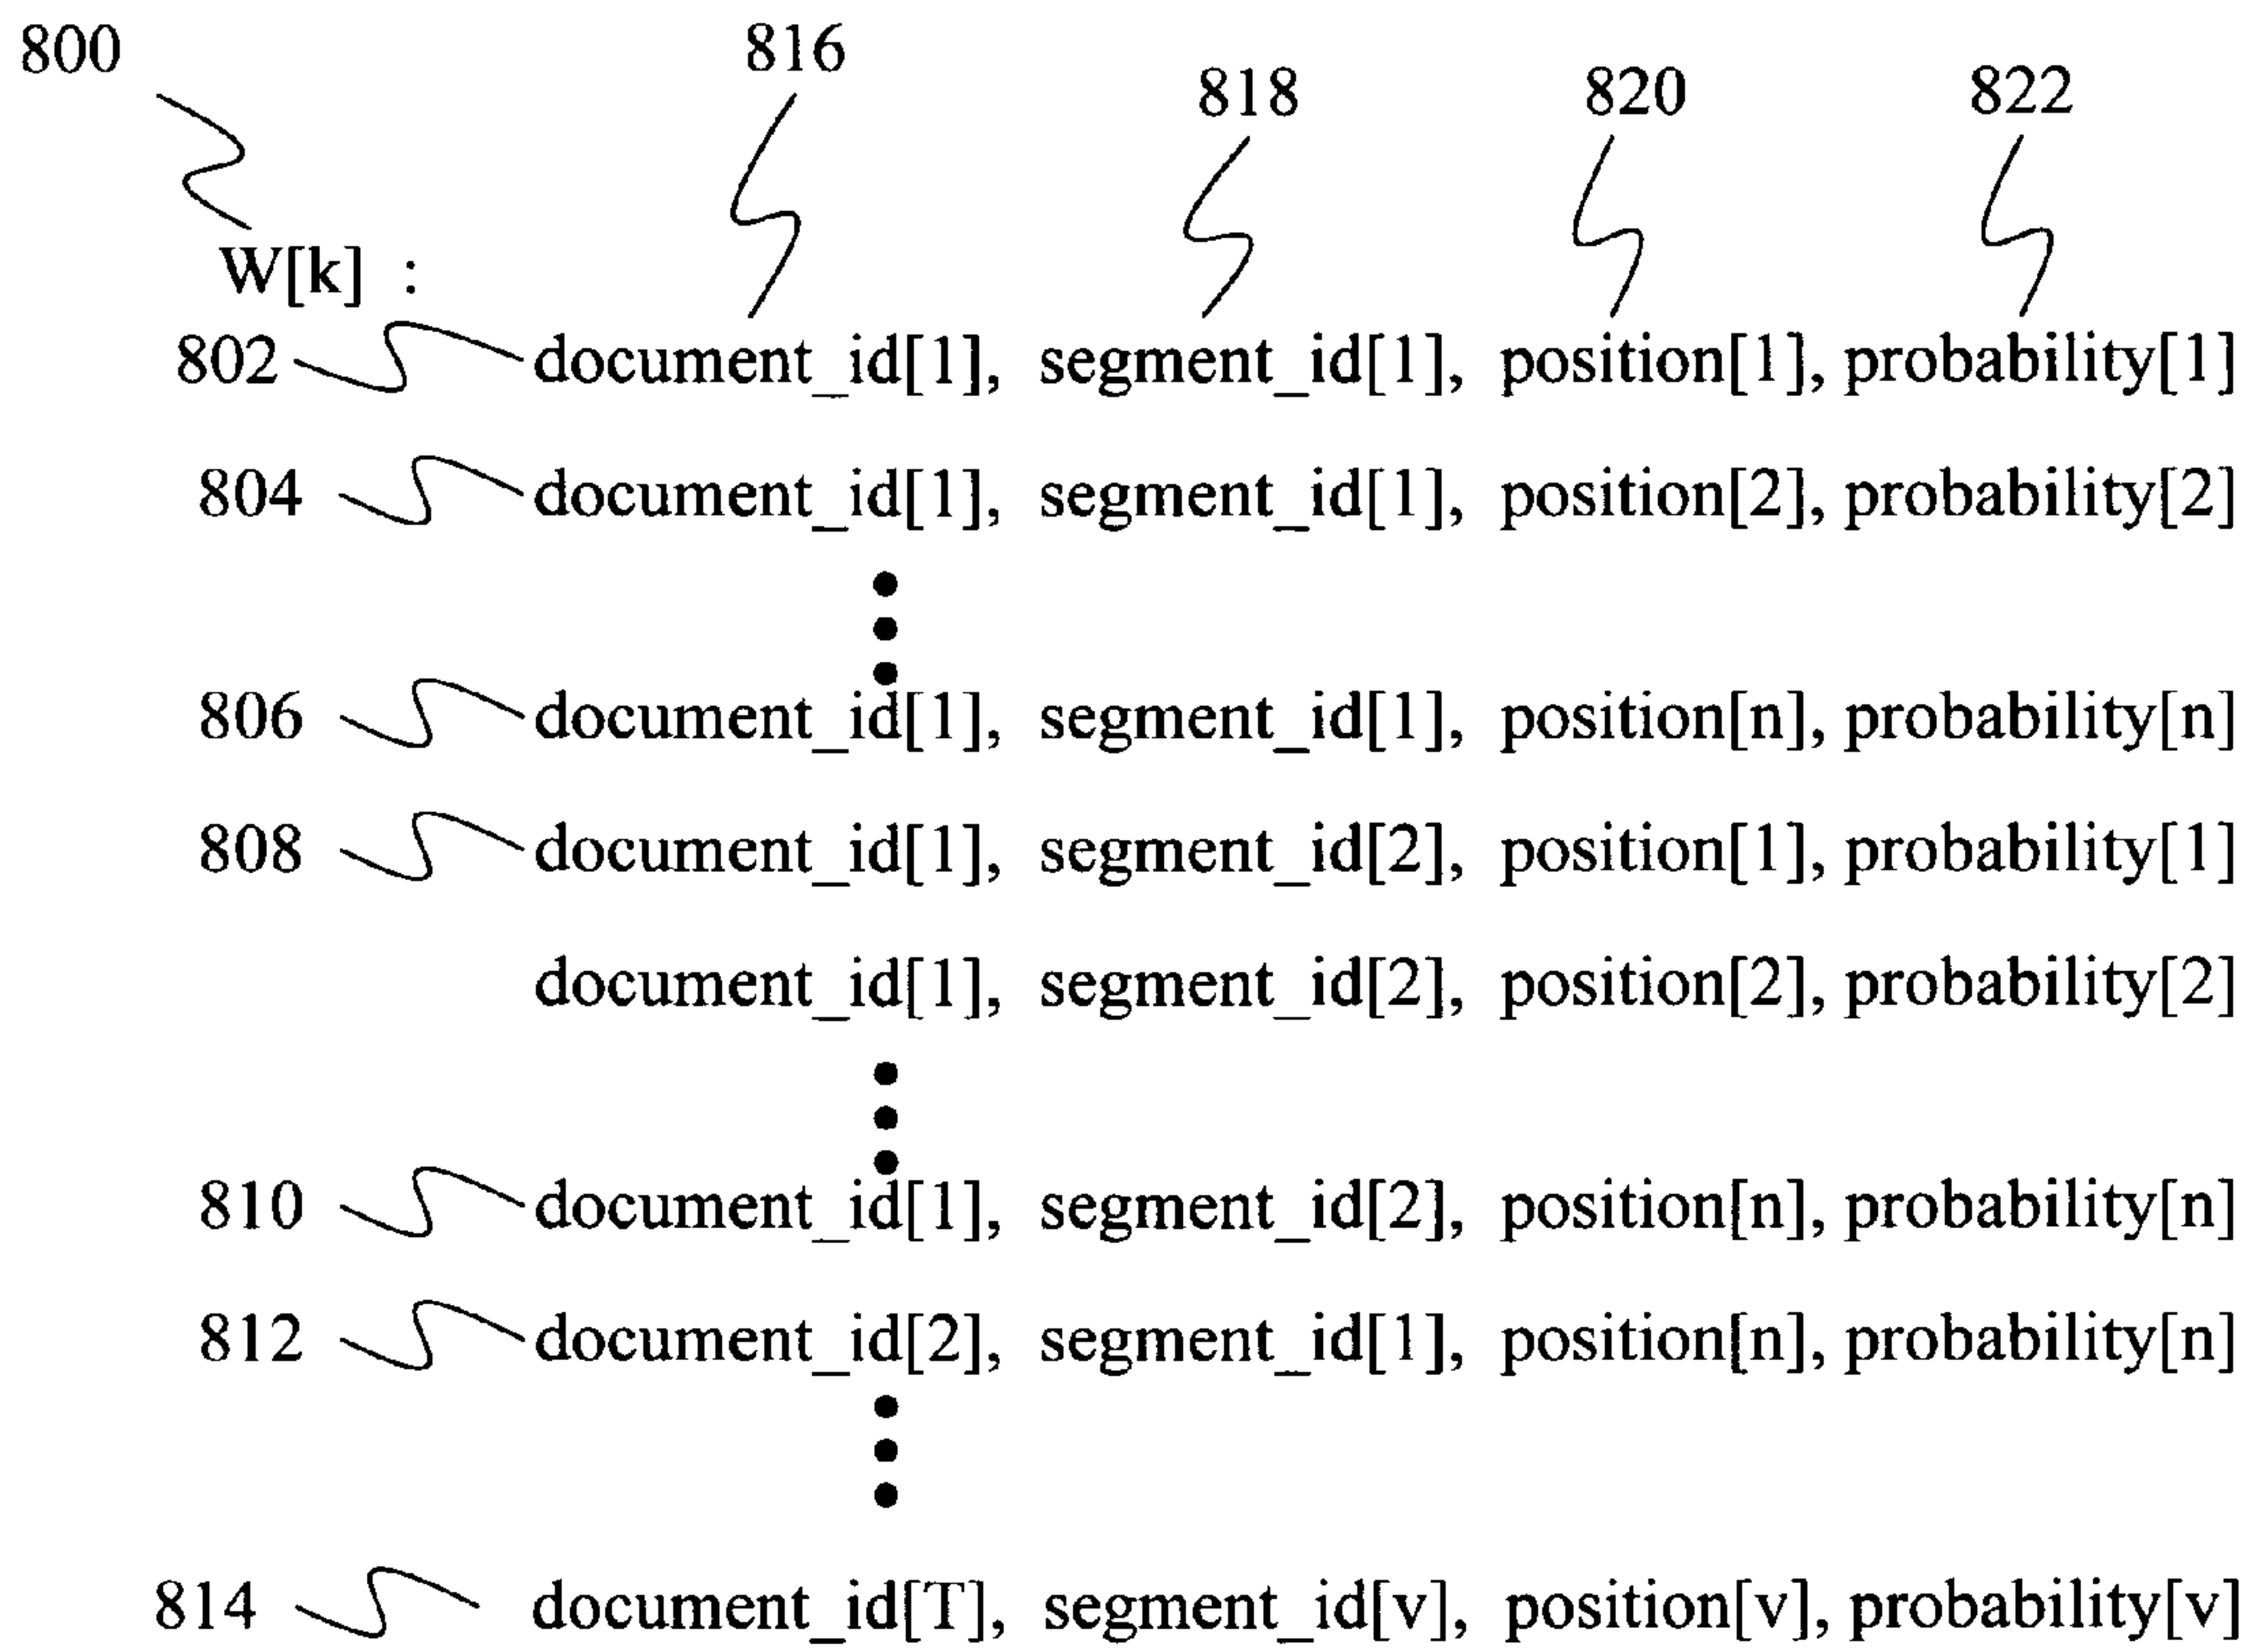 800 816
818 820 822
W[k] :
802 document_id[1], segment_id[1], position[1], probability[1]
804 document_id[1], segment_id[1], position[2], probability[2]
806 document_id[1], segment_id[1], position[n], probability[n]
808 document_id[1], segment_id[2], position[1], probability[1]
document_id[1], segment_id[2], position[2], probability[2]
810 document_id[1], segment_id[2], position[n], probability[n]
812 document_id[2], segment_id[1], position[n], probability[n]
814 document_id[T], segment_id[v], position[v], probability[v]